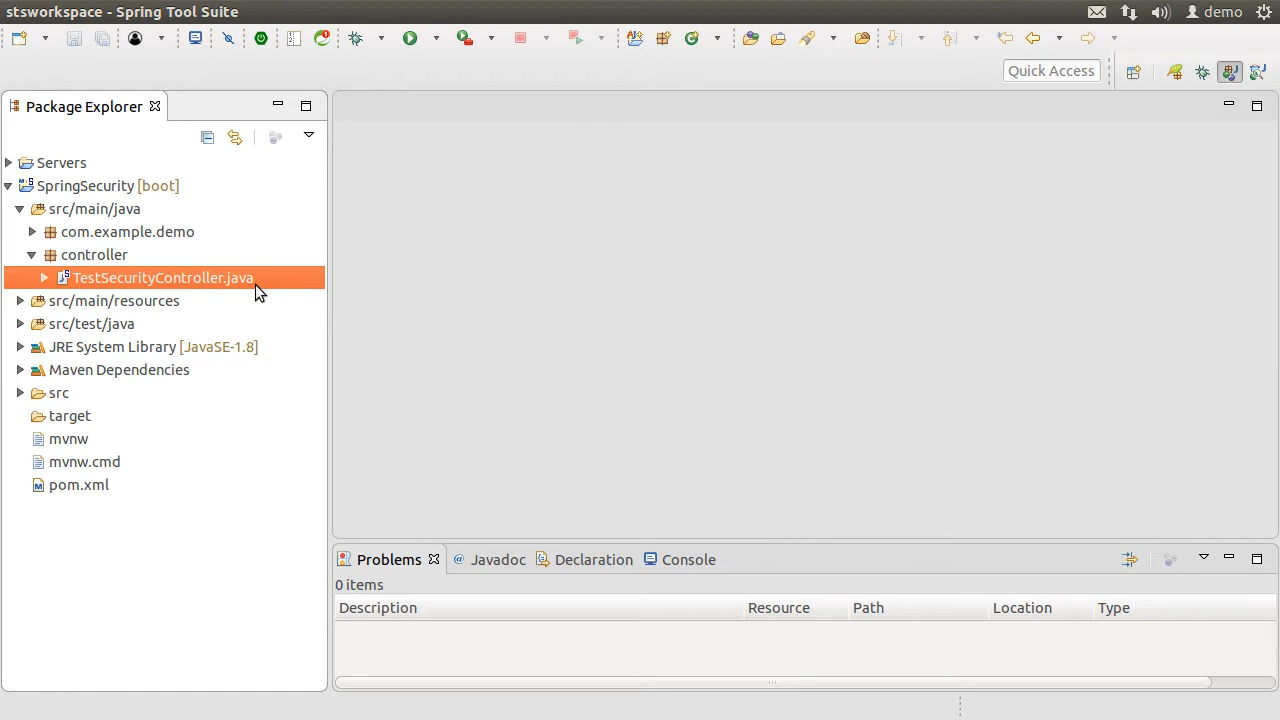 stsworkspace - Spring Tool Suite
demo
Quick Access
Package Explorer
Servers
SpringSecurity [boot]
src/main/java
com.example.demo
controller
TestSecurityController.java
src/main/resources
src/test/java
JRE System Library [JavaSE-1.8]
Maven Dependencies
src
target
mvnw
mvnw.cmd
pom.xml
Problems @ Javadoc Declaration Console
0 items
Description Resource Path Location Type